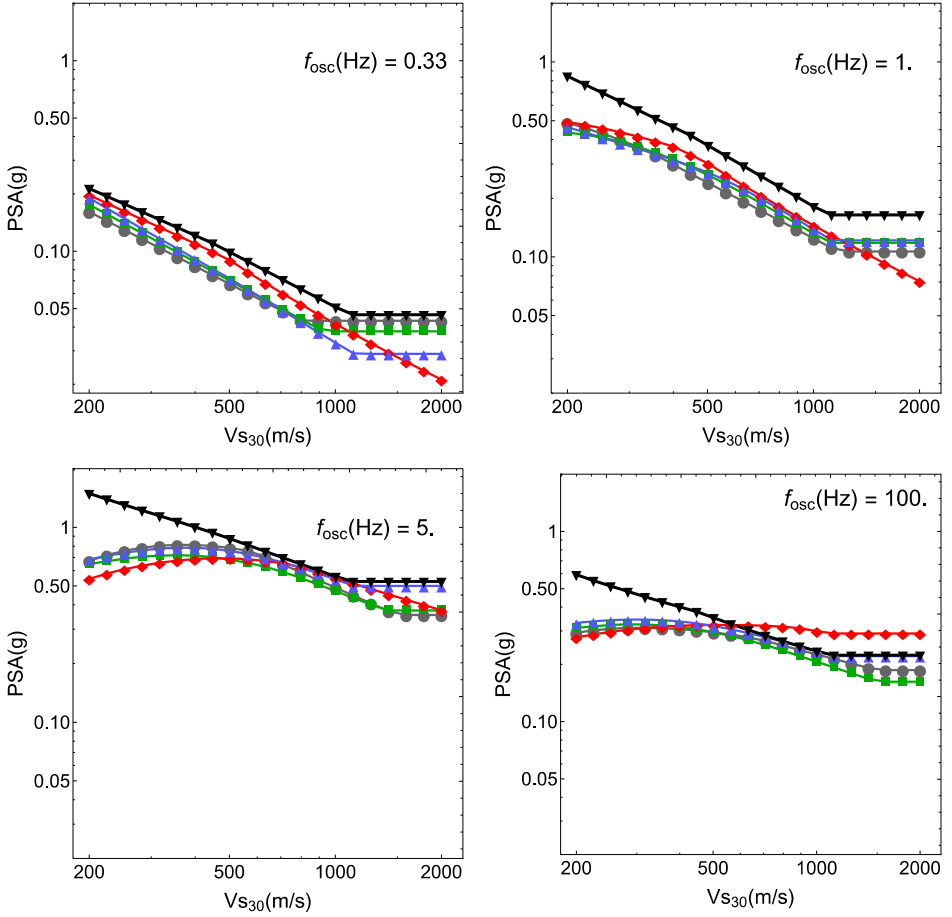 f_osc(Hz) = 0.33
1
0.50
0.10
0.05
PSA(g)
200 500 1000 2000
Vs30(m/s)
f_osc(Hz) = 1.
1
0.50
0.10
0.05
PSA(g)
200 500 1000 2000
Vs30(m/s)
f_osc(Hz) = 5.
1
0.50
0.10
0.05
PSA(g)
200 500 1000 2000
Vs30(m/s)
f_osc(Hz) = 100.
1
0.50
0.10
0.05
PSA(g)
200 500 1000 2000
Vs30(m/s)